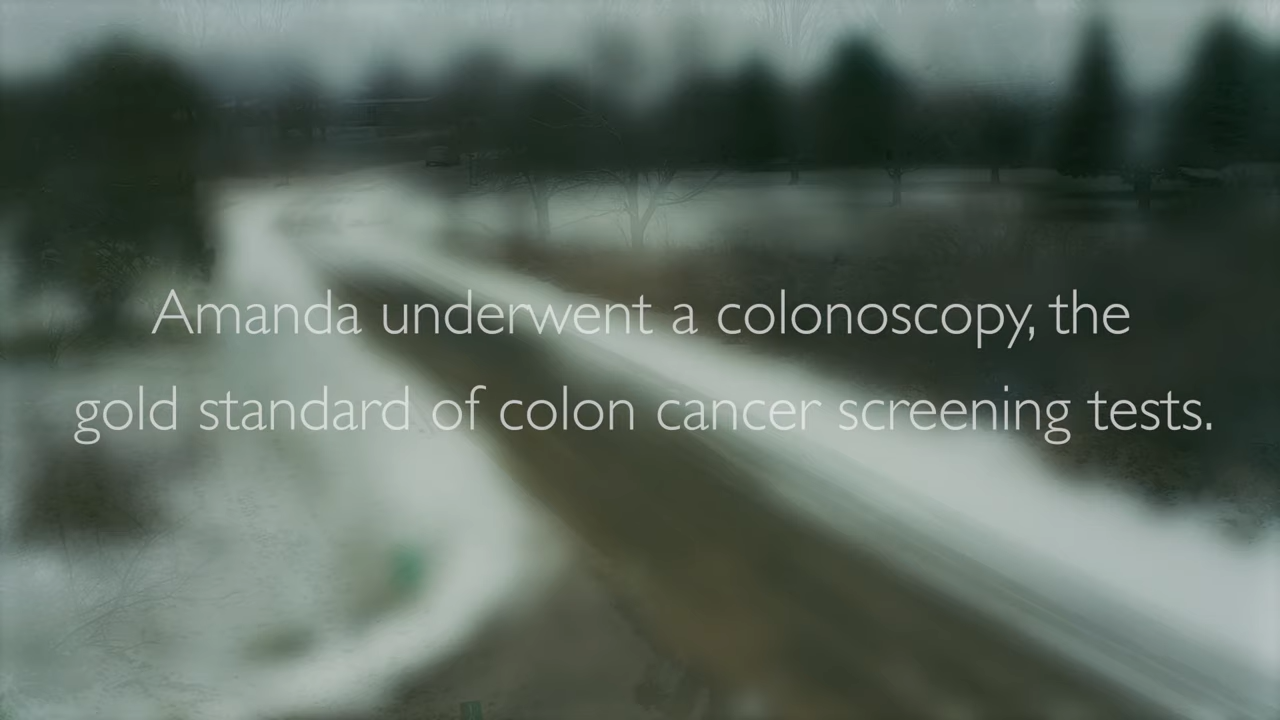 Amanda underwent a colonoscopy, the
gold standard of colon cancer screening tests.